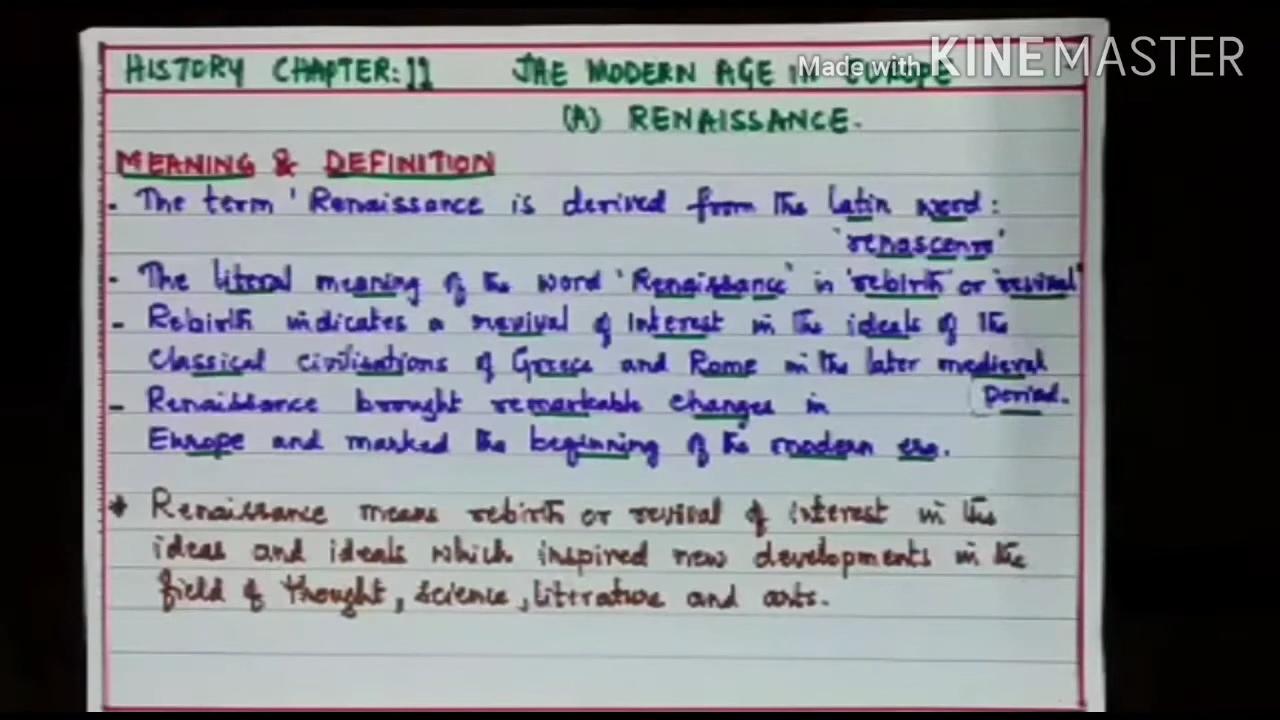 HISTORY CHAPTER:11 THE MODERN AGE IN EUROPE
Made with KINEMASTER
(A) RENAISSANCE.
MEANING & DEFINITION
- The term 'Renaissance is derived from the Latin word:
'renascere'
- The literal meaning of the word 'Renaissance' is 'rebirth' or 'revival'
- Rebirth indicates a revival of interest in the ideals of the
classical civilisations of Greece and Rome in the later medieval
period.
- Renaissance brought remarkable changes in
Europe and marked the beginning of the modern era.
* Renaissance means rebirth or revival of interest in the
ideas and ideals which inspired new developments in the
field of thought, science, literature and arts.